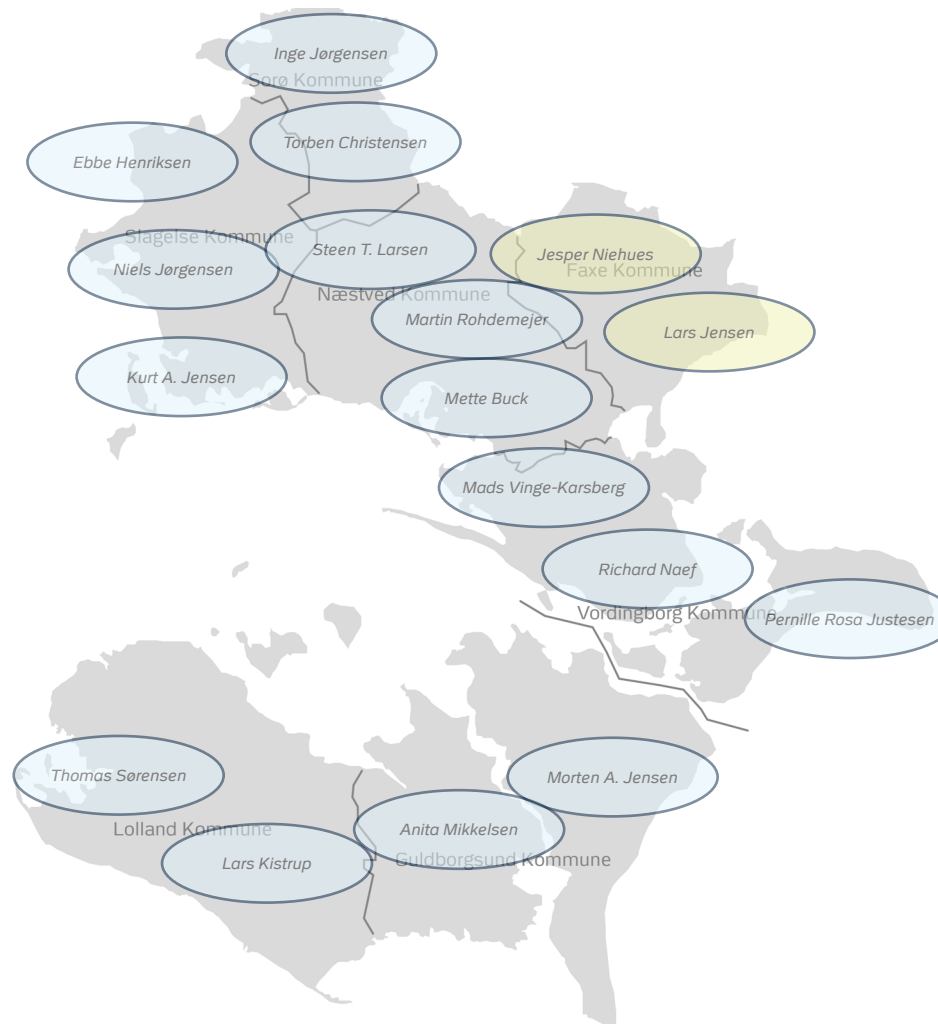 Inge Jørgensen
Sorø Kommune
Torben Christensen
Ebbe Henriksen
Slagelse Kommune
Steen T. Larsen
Jesper Niehues
Niels Jørgensen
Faxe Kommune
Næstved Kommune
Martin Rohdemejer
Lars Jensen
Kurt A. Jensen
Mette Buck
Mads Vinge-Karsberg
Richard Naef
Vordingborg Kommune
Pernille Rosa Justesen
Thomas Sørensen
Morten A. Jensen
Lolland Kommune
Anita Mikkelsen
Lars Kistrup
Guldborgsund Kommune